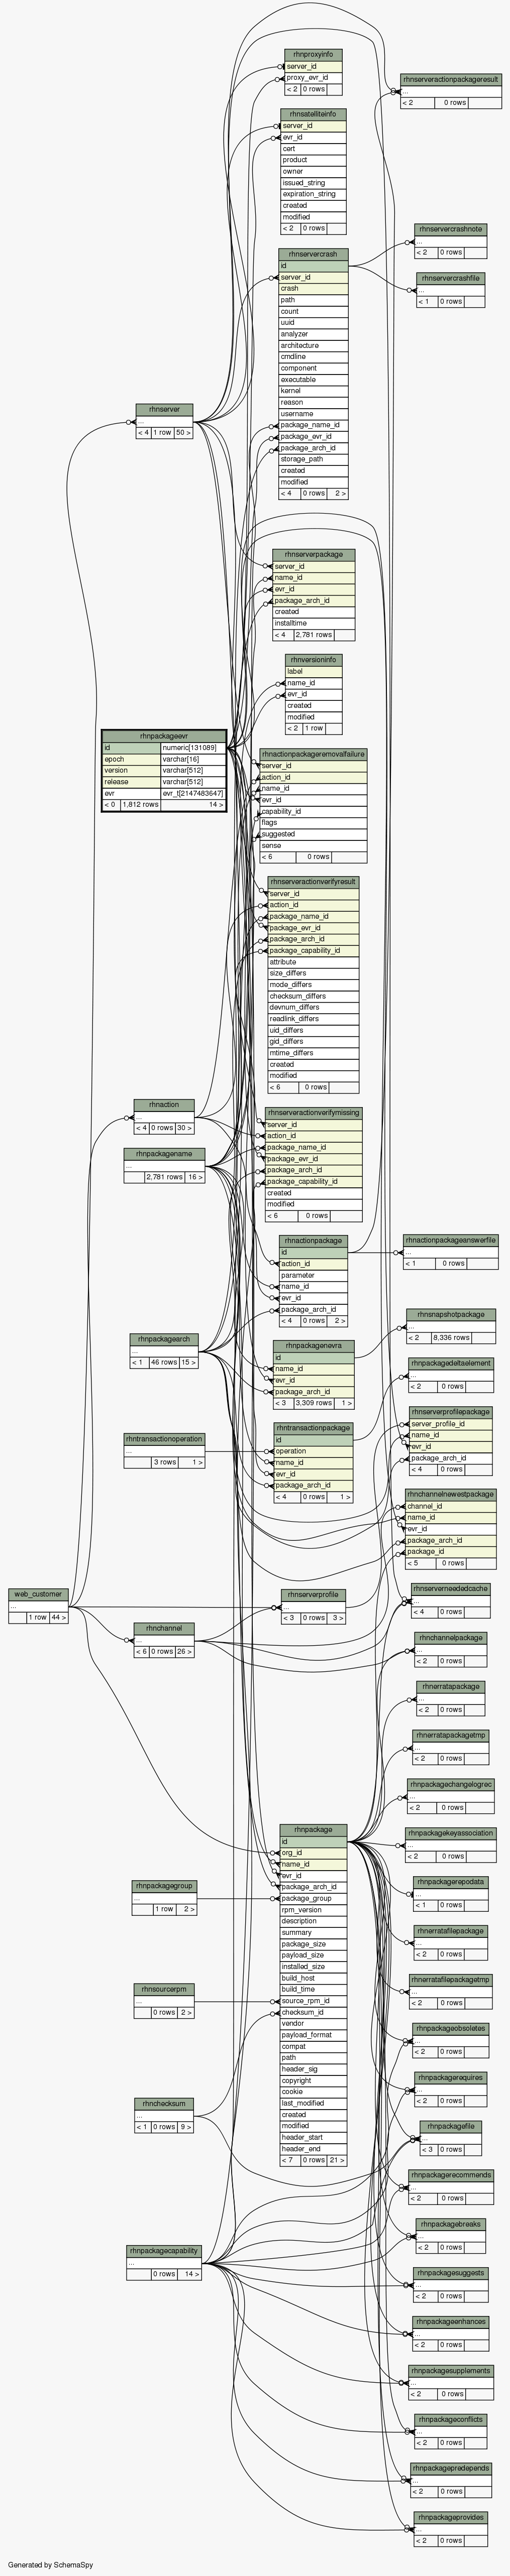 rhnproxyinfo
server_id
proxy_evr_id
< 2 0 rows
rhnserveractionpackageresult
...
< 2 0 rows
rhnsatelliteinfo
server_id
evr_id
cert
product
owner
issued_string
expiration_string
created
modified
< 2 0 rows
rhnservercrashnote
...
< 2 0 rows
rhnservercrashfile
...
< 1 0 rows
rhnservercrash
id
server_id
crash
path
count
uuid
analyzer
architecture
cmdline
component
executable
kernel
reason
username
package_name_id
package_evr_id
package_arch_id
storage_path
created
modified
< 4 0 rows 2 >
rhnserver
...
< 4 1 row 50 >
rhnserverpackage
server_id
name_id
evr_id
package_arch_id
created
installtime
< 4 2,781 rows
rhnversioninfo
label
name_id
evr_id
created
modified
< 2 1 row
rhnpackageevr
id numeric[131089]
epoch varchar[16]
version varchar[512]
release varchar[512]
evr evr_t[2147483647]
< 0 1,812 rows 14 >
rhnactionpackageremovalfailure
server_id
action_id
name_id
evr_id
capability_id
flags
suggested
sense
< 6 0 rows
rhnserveractionverifyresult
server_id
action_id
package_name_id
package_evr_id
package_arch_id
package_capability_id
attribute
size_differs
mode_differs
checksum_differs
devnum_differs
readlink_differs
uid_differs
gid_differs
mtime_differs
created
modified
< 6 0 rows
rhnaction
...
< 4 0 rows 30 >
rhnpackagename
...
2,781 rows 16 >
rhnserveractionverifymissing
server_id
action_id
package_name_id
package_evr_id
package_arch_id
package_capability_id
created
modified
< 6 0 rows
rhnactionpackage
id
action_id
parameter
name_id
evr_id
package_arch_id
< 4 0 rows 2 >
rhnactionpackageanswerfile
...
< 1 0 rows
rhnsnapshotpackage
...
< 2 8,336 rows
rhnpackagearch
...
< 1 46 rows 15 >
rhnpackagenevra
id
name_id
evr_id
package_arch_id
< 3 3,309 rows 1 >
rhnpackagedeltaelement
...
< 2 0 rows
rhnserverprofilepackage
server_profile_id
name_id
evr_id
package_arch_id
< 4 0 rows
rhntransactionoperation
...
3 rows 1 >
rhntransactionpackage
id
operation
name_id
evr_id
package_arch_id
< 4 0 rows 1 >
rhnchannelnewestpackage
channel_id
name_id
evr_id
package_arch_id
package_id
< 5 0 rows
web_customer
...
1 row 44 >
rhnserverprofile
...
< 3 0 rows 3 >
rhnserverneededcache
...
< 4 0 rows
rhnchannel
...
< 6 0 rows 26 >
rhnchannelpackage
...
< 2 0 rows
rhnerratapackage
...
< 2 0 rows
rhnerratapackagetmp
...
< 2 0 rows
rhnpackagechangelogrec
...
< 2 0 rows
rhnpackagekeyassociation
...
< 2 0 rows
rhnpackage
id
org_id
name_id
evr_id
package_arch_id
package_group
rpm_version
description
summary
package_size
payload_size
installed_size
build_host
build_time
source_rpm_id
checksum_id
vendor
payload_format
compat
path
header_sig
copyright
cookie
last_modified
created
modified
header_start
header_end
< 7 0 rows 21 >
rhnpackagegroup
...
1 row 2 >
rhnpackagerepodata
...
< 1 0 rows
rhnerratafilepackage
...
< 2 0 rows
rhnsourcerpm
...
0 rows 2 >
rhnerratafilepackagetmp
...
< 2 0 rows
rhnpackageobsoletes
...
< 2 0 rows
rhnpackagerequires
...
< 2 0 rows
rhnchecksum
...
< 1 0 rows 9 >
rhnpackagefile
...
< 3 0 rows
rhnpackagerecommends
...
< 2 0 rows
rhnpackagebreaks
...
< 2 0 rows
rhnpackagecapability
...
0 rows 14 >
rhnpackagesuggests
...
< 2 0 rows
rhnpackageenhances
...
< 2 0 rows
rhnpackagesupplements
...
< 2 0 rows
rhnpackageconflicts
...
< 2 0 rows
rhnpackagepredepends
...
< 2 0 rows
rhnpackageprovides
...
< 2 0 rows
Generated by SchemaSpy